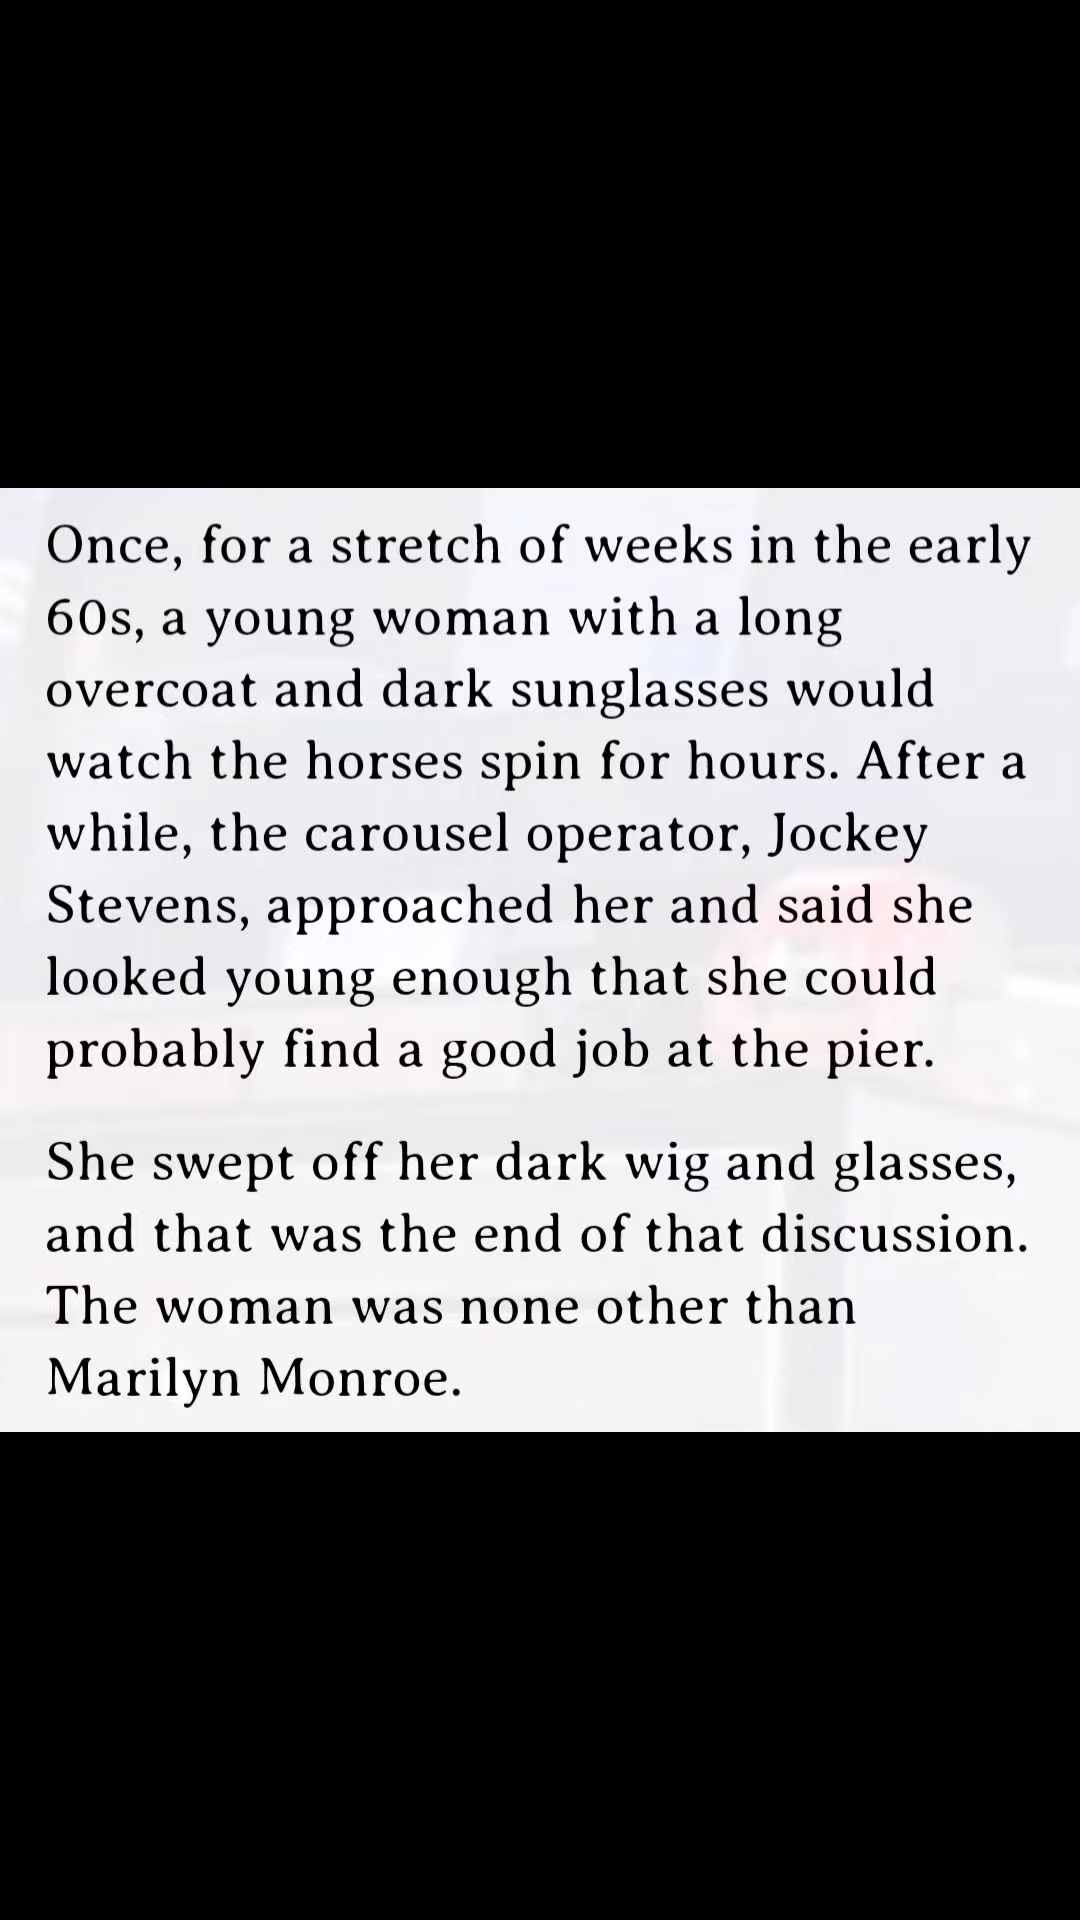 Once, for a stretch of weeks in the early
60s, a young woman with a long
overcoat and dark sunglasses would
watch the horses spin for hours. After a
while, the carousel operator, Jockey
Stevens, approached her and said she
looked young enough that she could
probably find a good job at the pier.
She swept off her dark wig and glasses,
and that was the end of that discussion.
The woman was none other than
Marilyn Monroe.